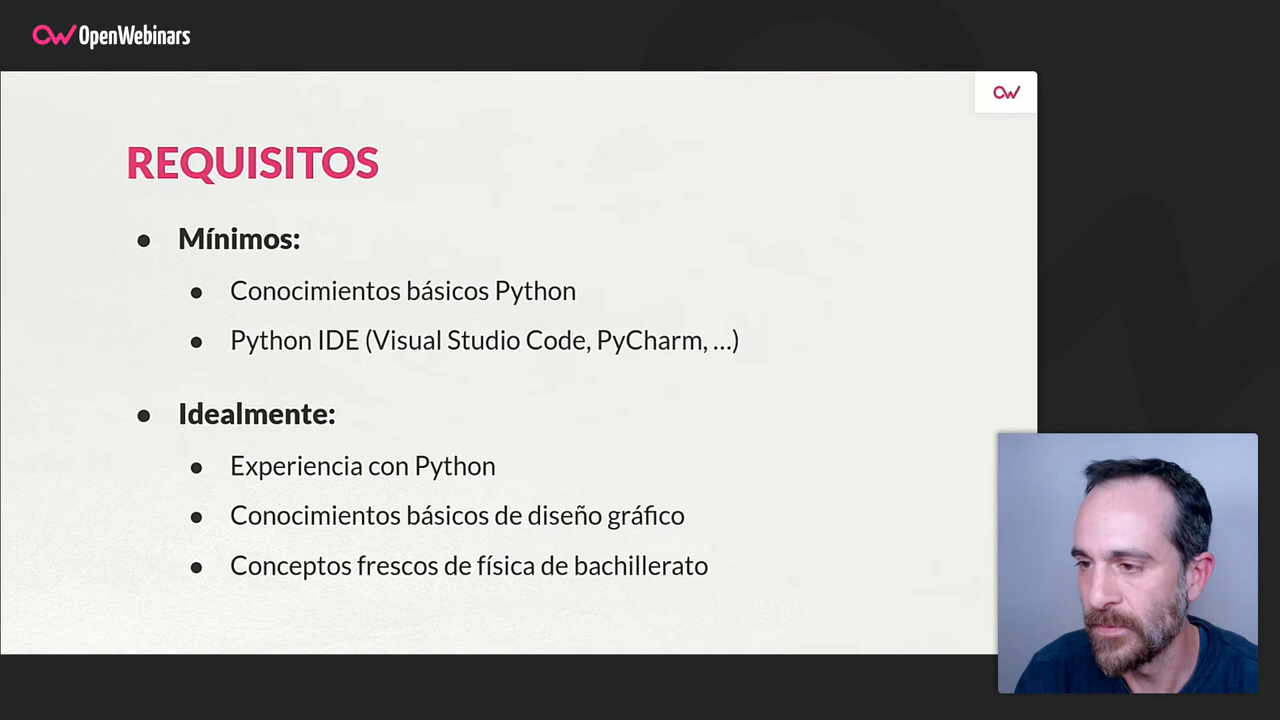 OpenWebinars
REQUISITOS
● Mínimos:
● Conocimientos básicos Python
● Python IDE (Visual Studio Code, PyCharm, ...)
● Idealmente:
● Experiencia con Python
● Conocimientos básicos de diseño gráfico
● Conceptos frescos de física de bachillerato